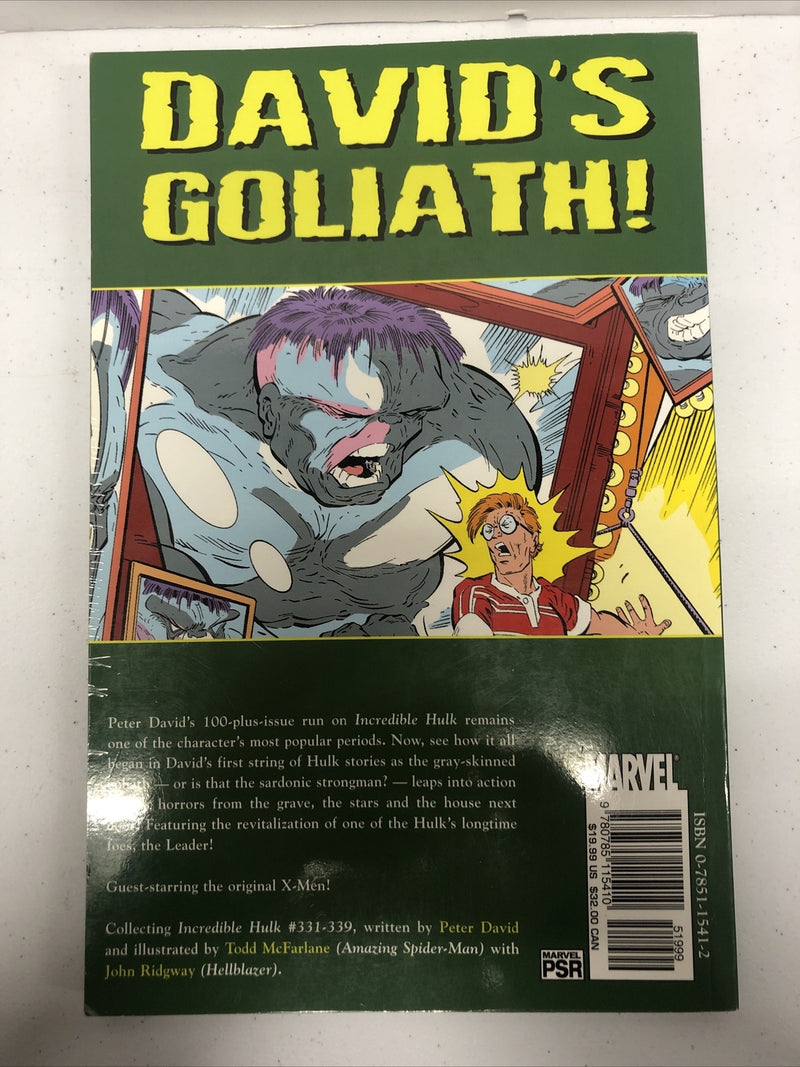 DAVID'S
GOLIATH!
Peter David's 100-plus-issue run on Incredible Hulk remains
one of the character's most popular periods. Now, see how it all
began in David's first string of Hulk stories as the gray-skinned
— or is that the sardonic strongman? — leaps into action
horrors from the grave, the stars and the house next
Featuring the revitalization of one of the Hulk's longtime
foes, the Leader!
Guest-starring the original X-Men!
Collecting Incredible Hulk #331-339, written by Peter David
and illustrated by Todd McFarlane (Amazing Spider-Man) with
John Ridgway (Hellblazer).
MARVEL
PSR
MARVEL
9 780785 115410
$19.99 US $32.00 CAN
51999
ISBN 0-7851-1541-2